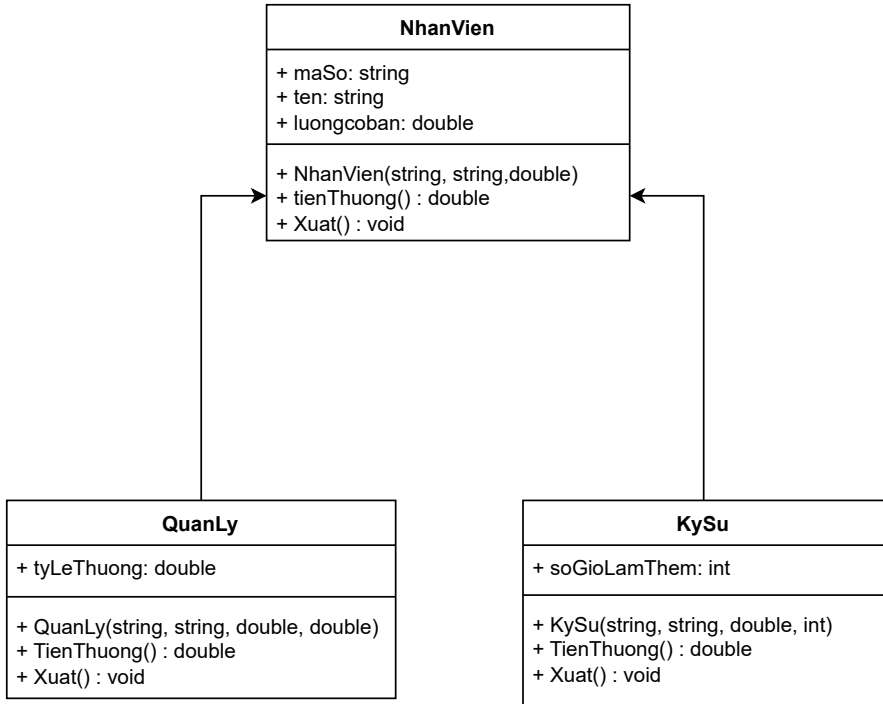 NhanVien
+ maSo: string
+ ten: string
+ luongcoban: double
+ NhanVien(string, string,double)
+ tienThuong() : double
+ Xuat() : void
QuanLy
+ tyLeThuong: double
+ QuanLy(string, string, double, double)
+ TienThuong() : double
+ Xuat() : void
KySu
+ soGioLamThem: int
+ KySu(string, string, double, int)
+ TienThuong() : double
+ Xuat() : void